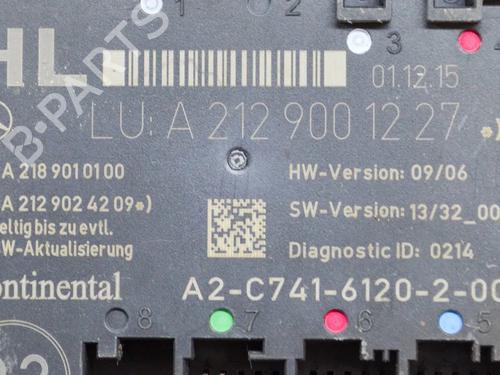 1
2
3
4
HL
01.12.15
LU: A 212 900 12 27
A 218 901 01 00
HW-Version: 09/06
A 212 902 42 09*)
SW-Version: 13/32_00
eltig bis zu evtl.
SW-Aktualisierung
Diagnostic ID: 0214
ontinental
A2-C741-6120-2-00
8
7
6
5
B-PARTS